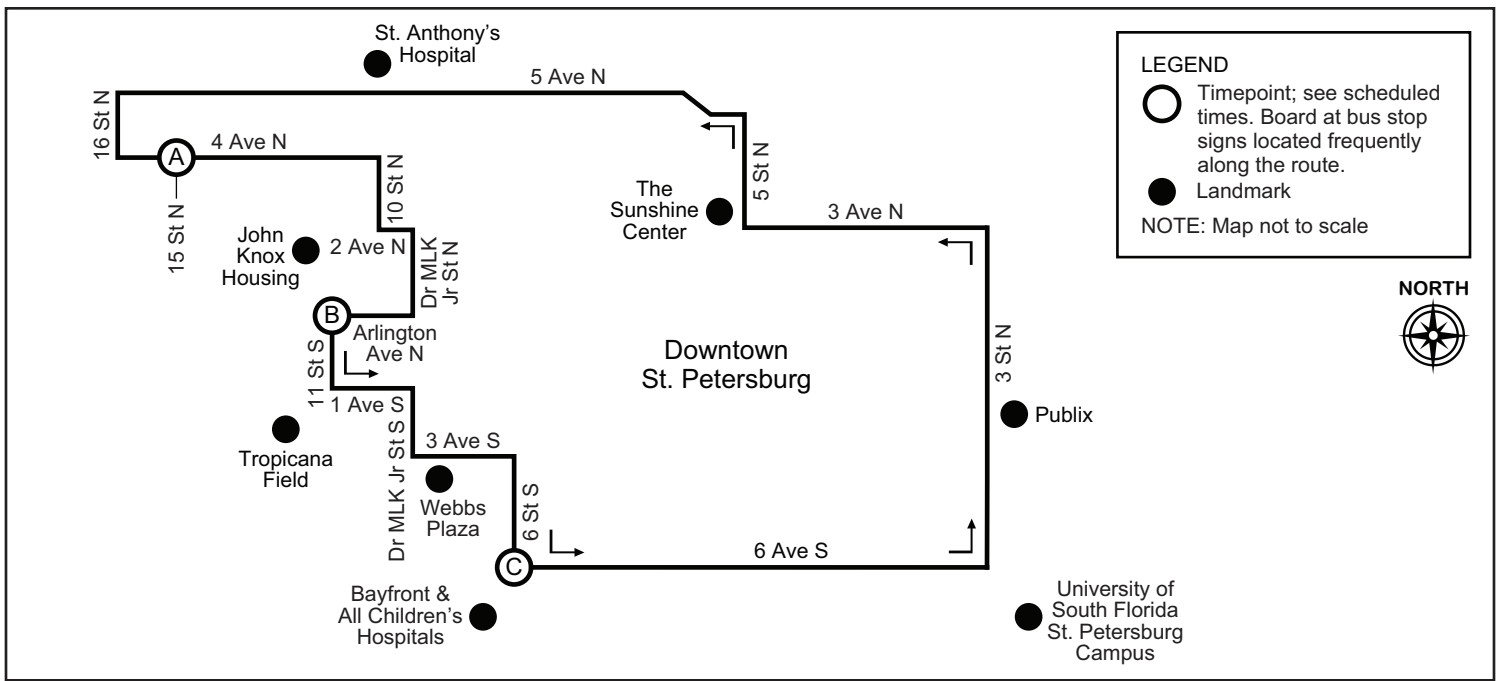 St. Anthony's
Hospital
5 Ave N
16 St N
A
4 Ave N
15 St N
10 St N
John
Knox
Housing
2 Ave N
Dr MLK
Jr St N
B
Arlington
Ave N
11 St S
1 Ave S
Tropicana
Field
Dr MLK Jr St S
3 Ave S
Webbs
Plaza
6 St S
C
Bayfront &
All Children's
Hospitals
6 Ave S
The
Sunshine
Center
5 St N
3 Ave N
Downtown
St. Petersburg
3 St N
Publix
University of
South Florida
St. Petersburg
Campus
LEGEND
Timepoint; see scheduled
times. Board at bus stop
signs located frequently
along the route.
Landmark
NOTE: Map not to scale
NORTH